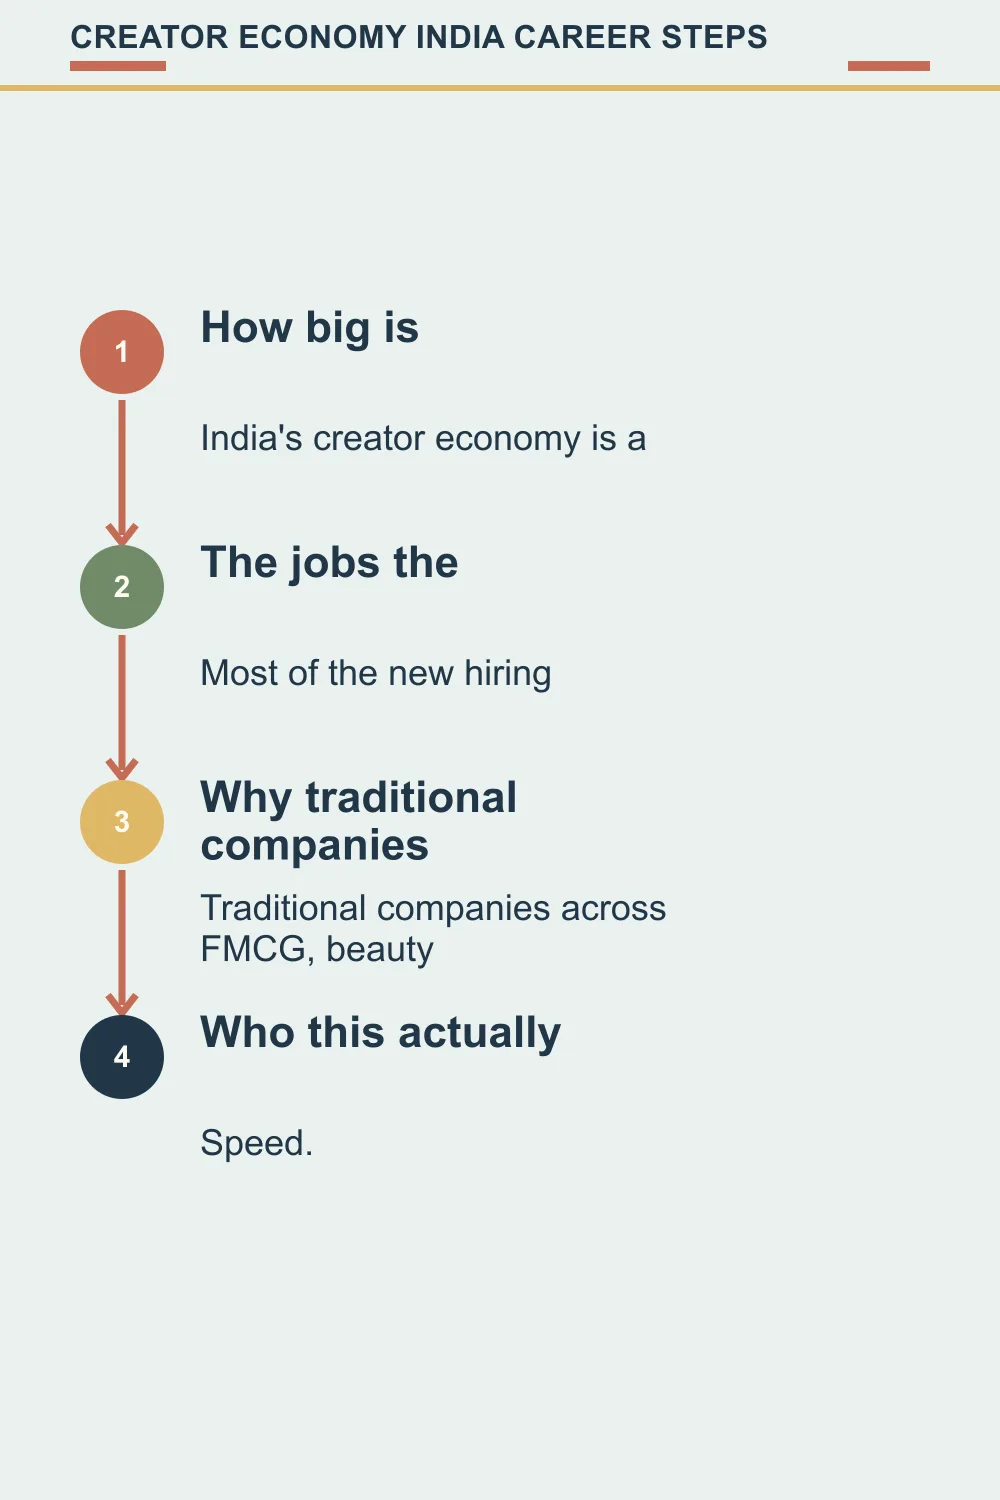 CREATOR ECONOMY INDIA CAREER STEPS
1
How big is
India's creator economy is a
2
The jobs the
Most of the new hiring
3
Why traditional
companies
Traditional companies across
FMCG, beauty
4
Who this actually
Speed.